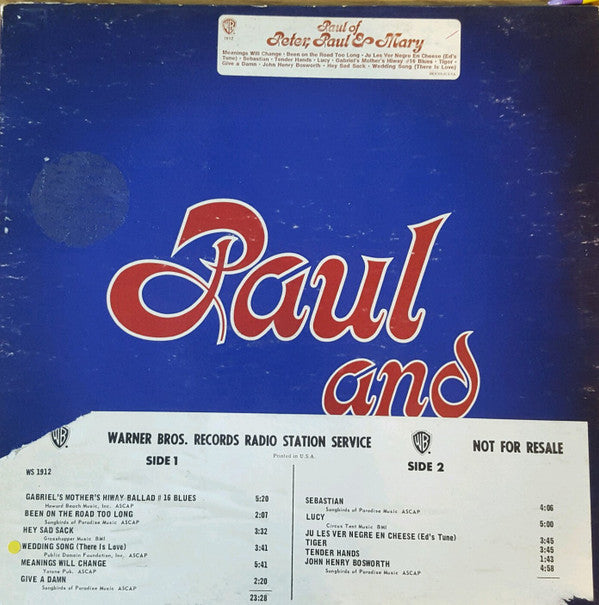 W B
1912
Paul of
Peter, Paul & Mary
Meanings Will Change · Been on the Road Too Long · Ju Les Ver Negre En Cheese (Ed's
Tune) · Sebastian · Tender Hands · Lucy · Gabriel's Mother's Hiway #16 Blues · Tiger ·
Give a Damn · John Henry Bosworth · Hey Sad Sack · Wedding Song (There Is Love)
Paul
and
WARNER BROS. RECORDS RADIO STATION SERVICE
W B
NOT FOR RESALE
SIDE 1
Printed in U.S.A.
SIDE 2
WS 1912
GABRIEL'S MOTHER'S HIWAY BALLAD # 16 BLUES 5:20
Howard Beach Music, Inc. ASCAP
BEEN ON THE ROAD TOO LONG 2:07
Songbirds of Paradise Music ASCAP
HEY SAD SACK 3:32
Grasshopper Music BMI
WEDDING SONG (There Is Love) 3:41
Public Domain Foundation, Inc. ASCAP
MEANINGS WILL CHANGE 5:41
Pub. ASCAP
GIVE A DAMN 2:20
Songbirds of Paradise Music ASCAP
23:28
SEBASTIAN
Songbirds of Paradise Music ASCAP 4:06
LUCY
Circus Tent Music BMI 5:00
JU LES VER NEGRE EN CHEESE (Ed's Tune)
TIGER 3:45
TENDER HANDS 3:45
1:43
JOHN HENRY BOSWORTH
Songbirds of Paradise Music ASCAP 4:58